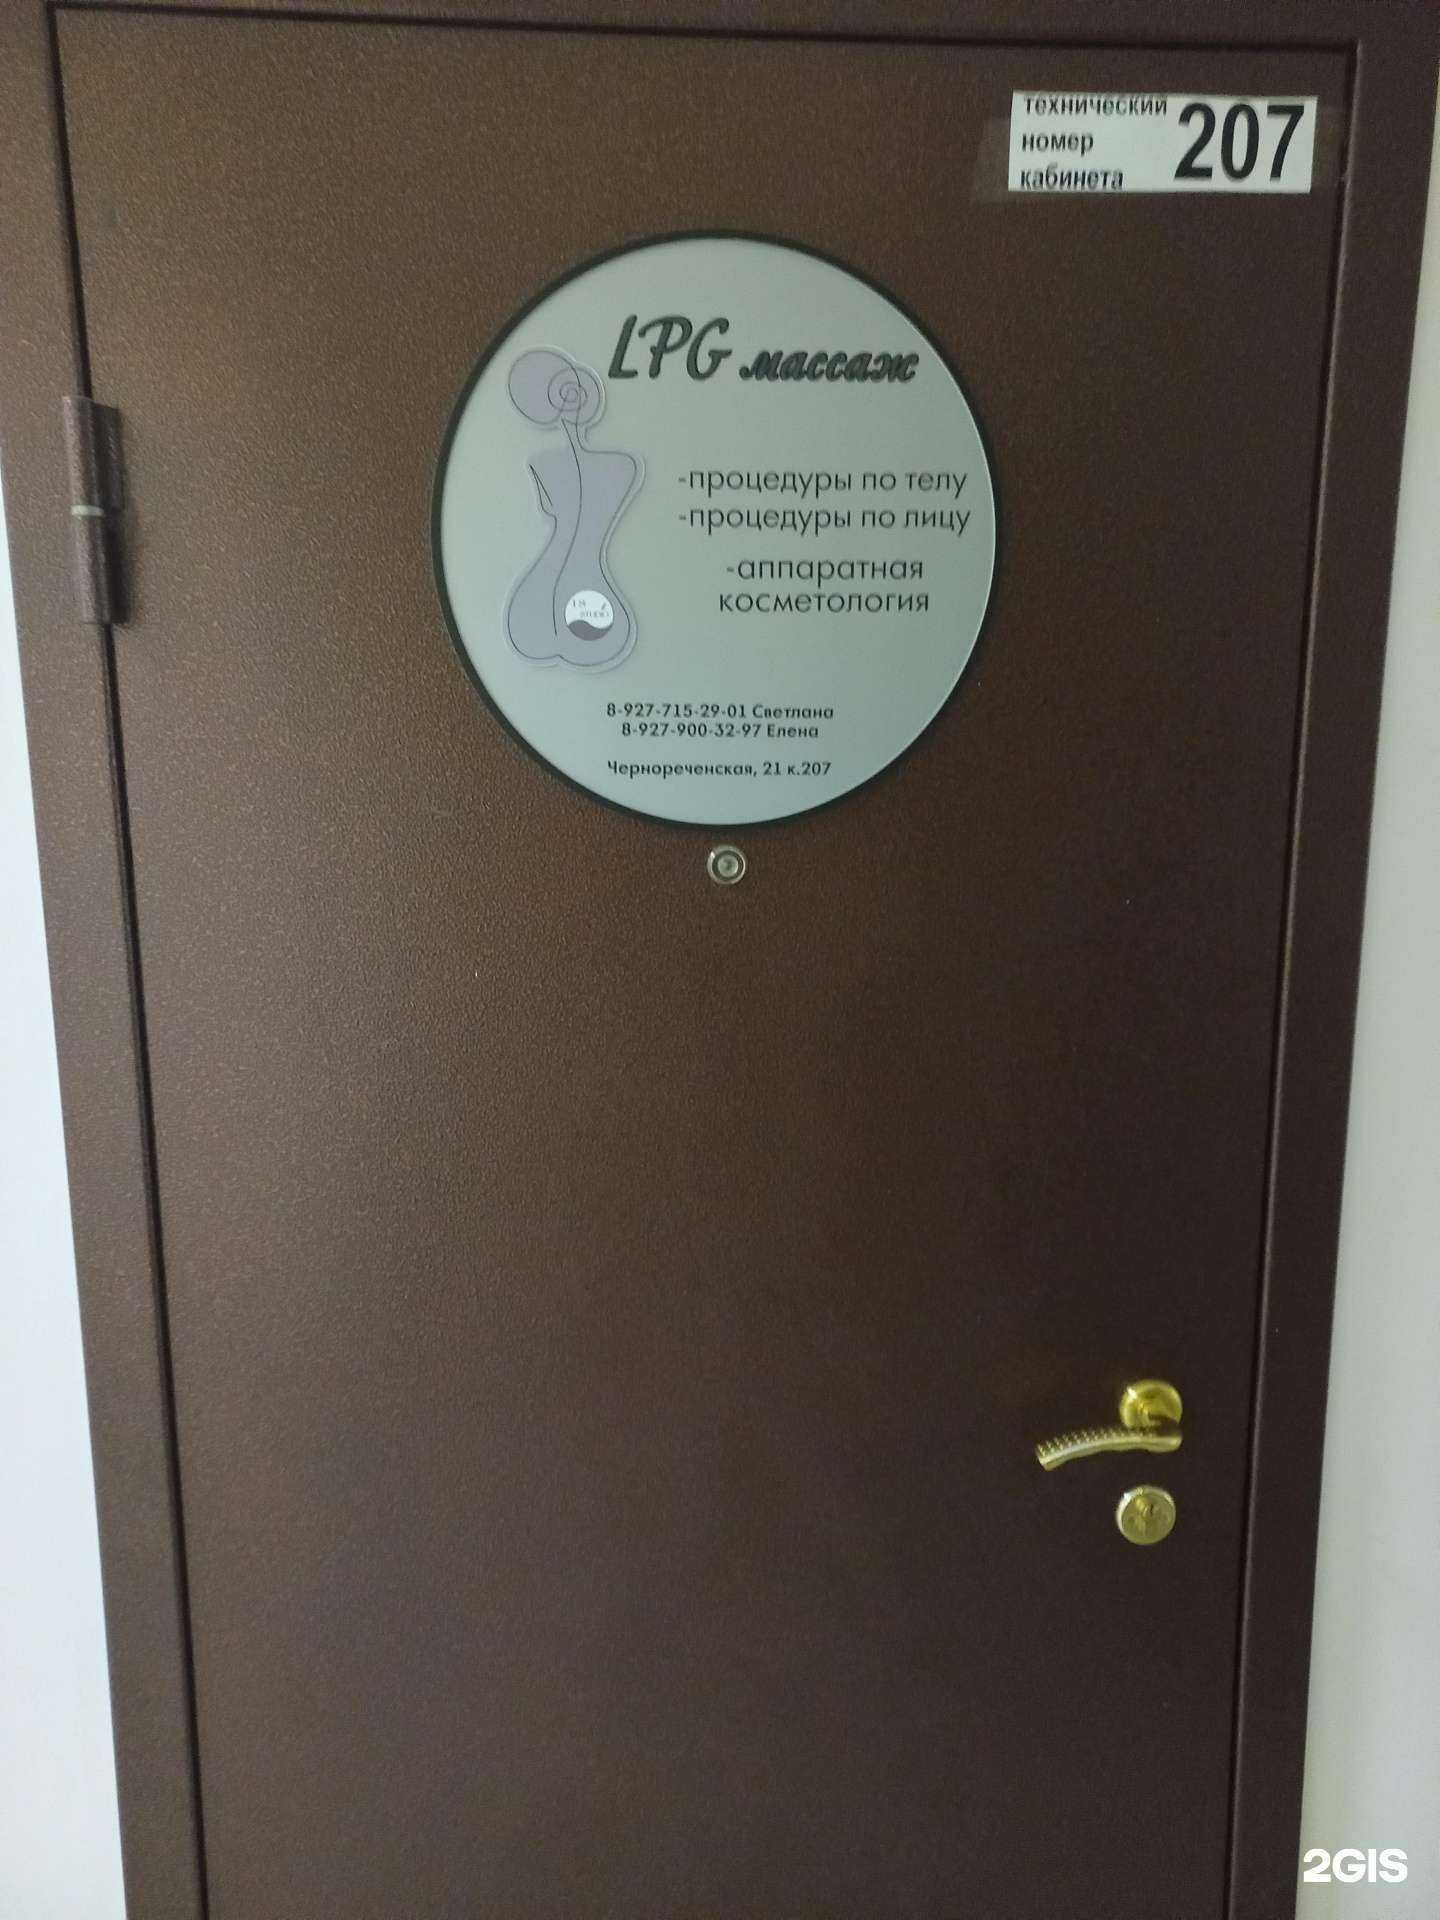 технический
номер
кабинета
207
LPG массаж
-процедуры по телу
-процедуры по лицу
-аппаратная
косметология
STUDIO
8-927-715-29-01 Светлана
8-927-900-32-97 Елена
Чернореченская, 21 к.207
2GIS